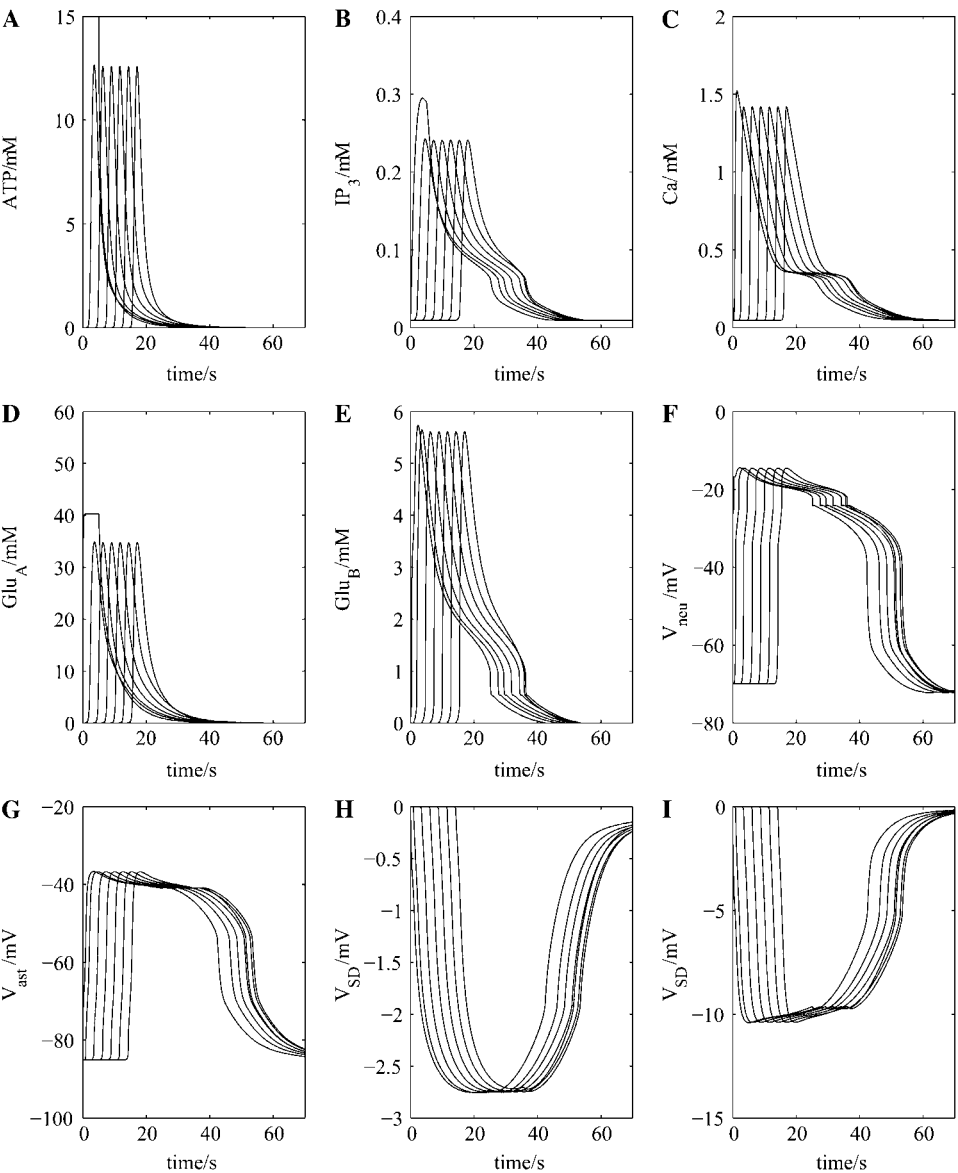 A
15
10
5
0
ATP/mM
0 20 40 60
time/s
B
0.4
0.3
0.2
0.1
0
IP3/mM
0 20 40 60
time/s
C
2
1.5
1
0.5
0
Ca/mM
0 20 40 60
time/s
D
60
50
40
30
20
10
0
GluA/mM
0 20 40 60
time/s
E
6
5
4
3
2
1
0
GluB/mM
0 20 40 60
time/s
F
0
−20
−40
−60
−80
Vneu/mV
0 20 40 60
time/s
G
−20
−40
−60
−80
−100
Vast/mV
0 20 40 60
time/s
H
0
−0.5
−1
−1.5
−2
−2.5
−3
VSD/mV
0 20 40 60
time/s
I
0
−5
−10
−15
VSD/mV
0 20 40 60
time/s